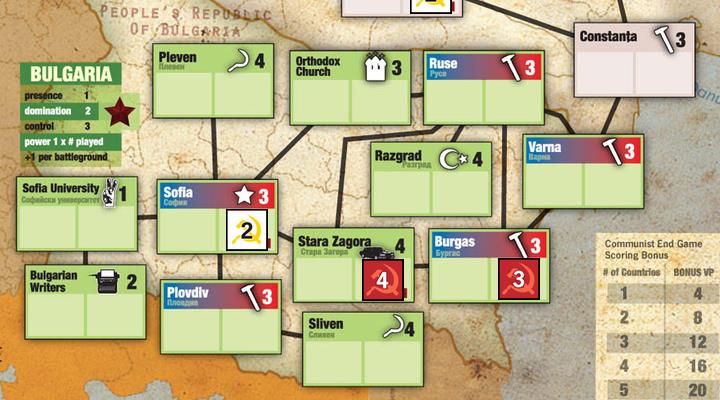 PEOPLE'S REPUBLIC
OF BULGARIA
Constanța 3
Pleven 4
Плевен
Orthodox
Church 3
Ruse 3
Русе
BULGARIA
presence 1
domination 2
control 3
power 1 x # played
+1 per battleground
Razgrad 4
Разград
Varna 3
Варна
Sofia University 1
Софийски университет
Sofia 3
София
2
Stara Zagora 4
Стара Загора
4
Burgas 3
Бургас
3
Bulgarian
Writers 2
Plovdiv 3
Пловдив
Sliven 4
Сливен
Communist End Game
Scoring Bonus
# of Countries BONUS VP
1 4
2 8
3 12
4 16
5 20